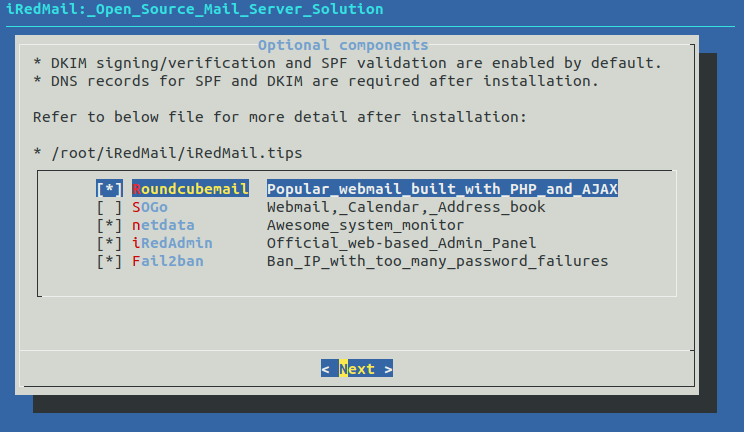 iRedMail:_Open_Source_Mail_Server_Solution
Optional components
* DKIM signing/verification and SPF validation are enabled by default.
* DNS records for SPF and DKIM are required after installation.
Refer to below file for more detail after installation:
* /root/iRedMail/iRedMail.tips
[*] Roundcubemail Popular_webmail_built_with_PHP_and_AJAX
[ ] SOGo Webmail,_Calendar,_Address_book
[*] netdata Awesome_system_monitor
[*] iRedAdmin Official_web-based_Admin_Panel
[*] Fail2ban Ban_IP_with_too_many_password_failures
< Next >